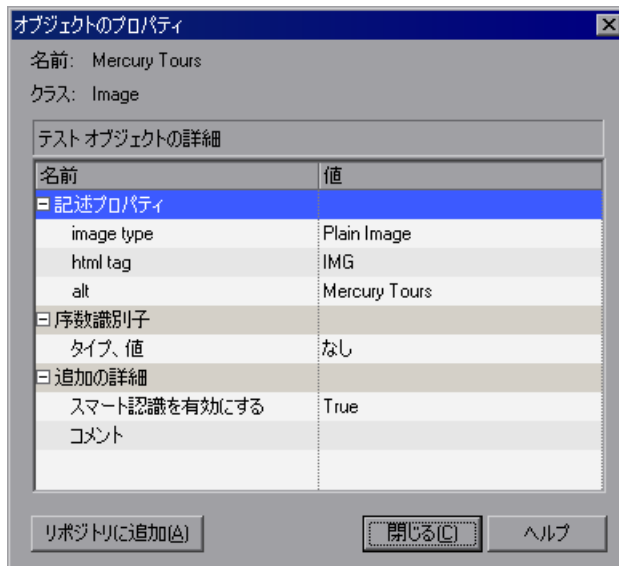 オブジェクトのプロパティ
名前: Mercury Tours
クラス: Image
テスト オブジェクトの詳細
名前 値
記述プロパティ
image type Plain Image
html tag IMG
alt Mercury Tours
序数識別子
タイプ、値 なし
追加の詳細
スマート認識を有効にする True
コメント
リポジトリに追加(A) 閉じる(C) ヘルプ